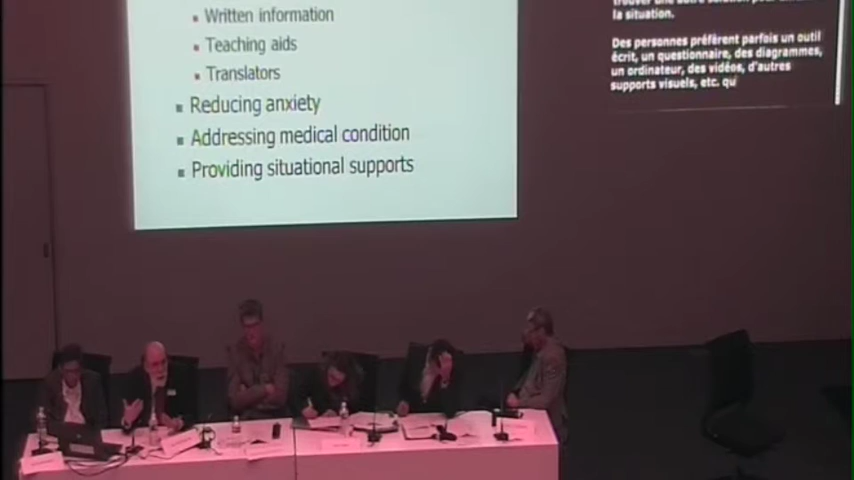 Written information
Teaching aids
Translators
Reducing anxiety
Addressing medical condition
Providing situational supports
la situation.
Des personnes préfèrent parfois un outil
écrit, un questionnaire, des diagrammes,
un ordinateur, des vidéos, d'autres
supports visuels, etc. qu